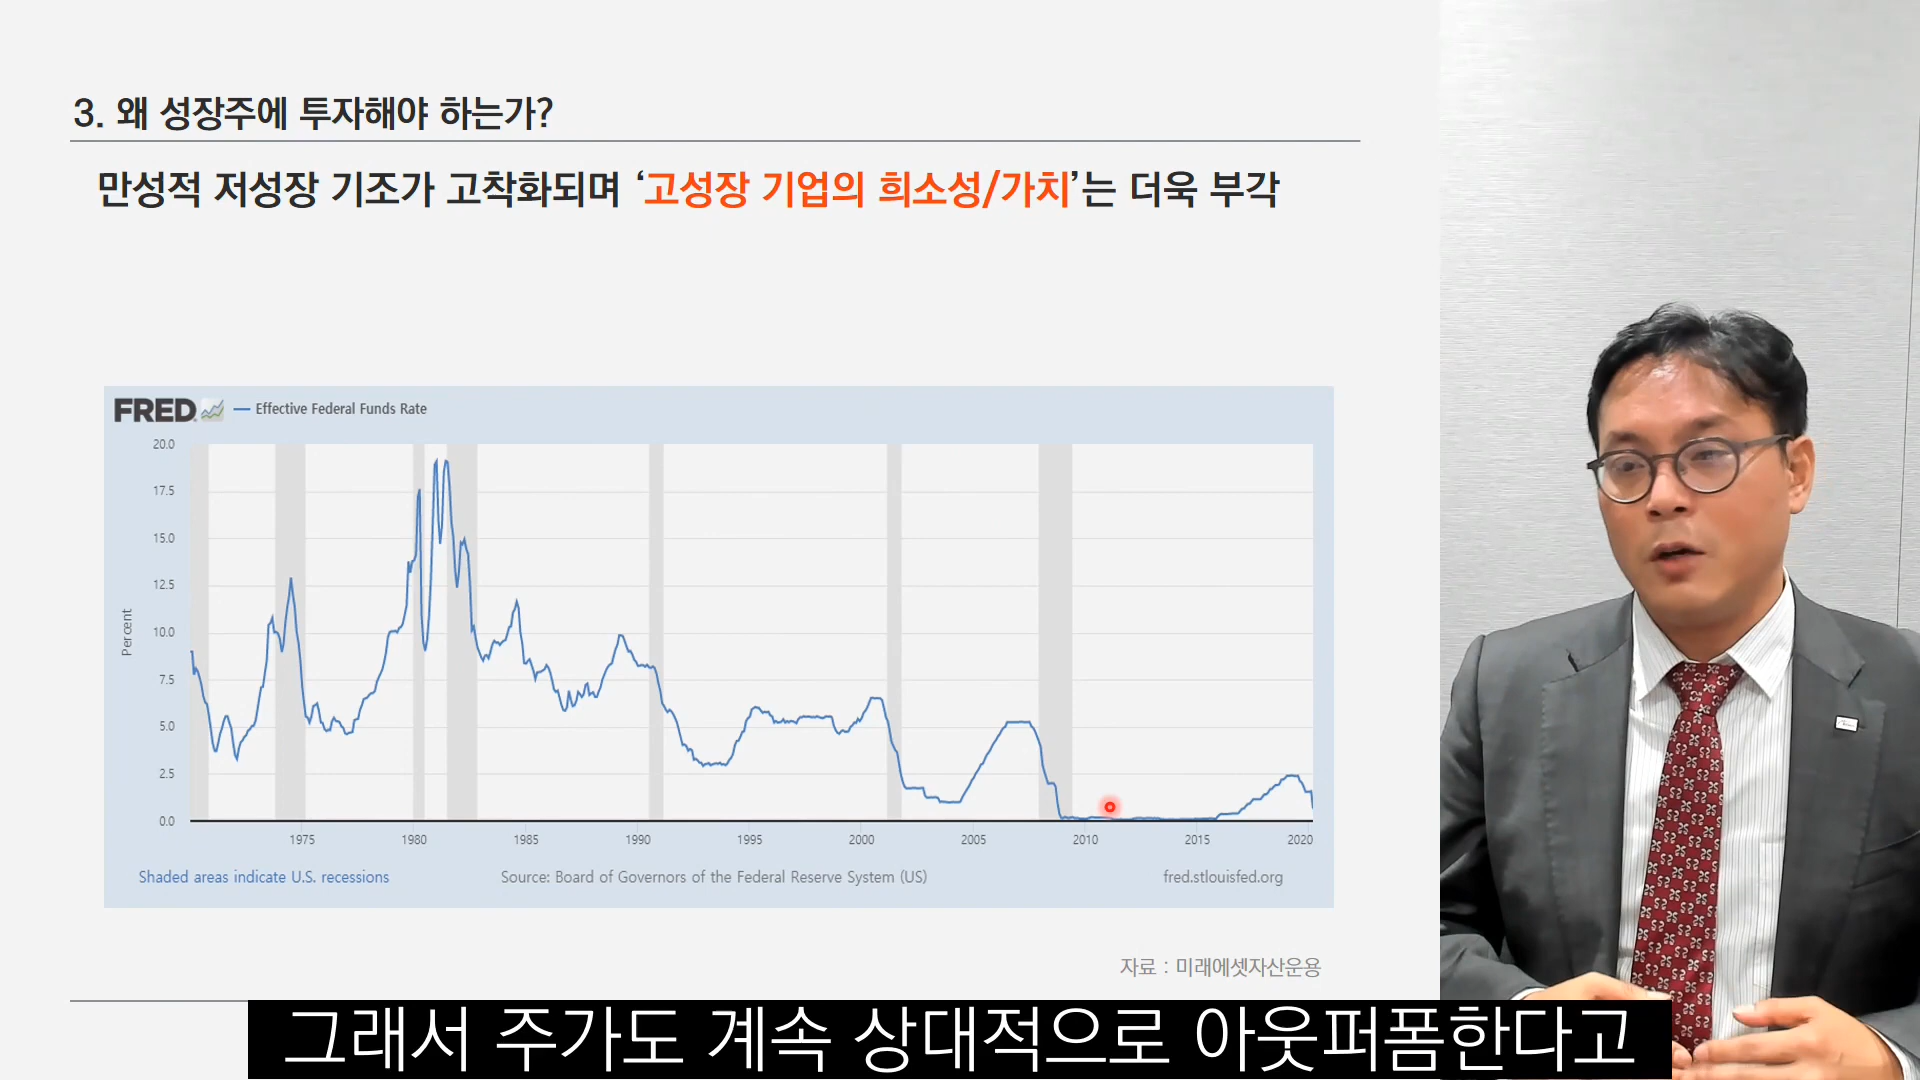 3. 왜 성장주에 투자해야 하는가?
만성적 저성장 기조가 고착화되며 ‘고성장 기업의 희소성/가치’는 더욱 부각
FRED
Effective Federal Funds Rate
Percent
20.0
17.5
15.0
12.5
10.0
7.5
5.0
2.5
0.0
1975 1980 1985 1990 1995 2000 2005 2010 2015 2020
Shaded areas indicate U.S. recessions
Source: Board of Governors of the Federal Reserve System (US)
fred.stlouisfed.org
자료 : 미래에셋자산운용
그래서 주가도 계속 상대적으로 아웃퍼폼한다고